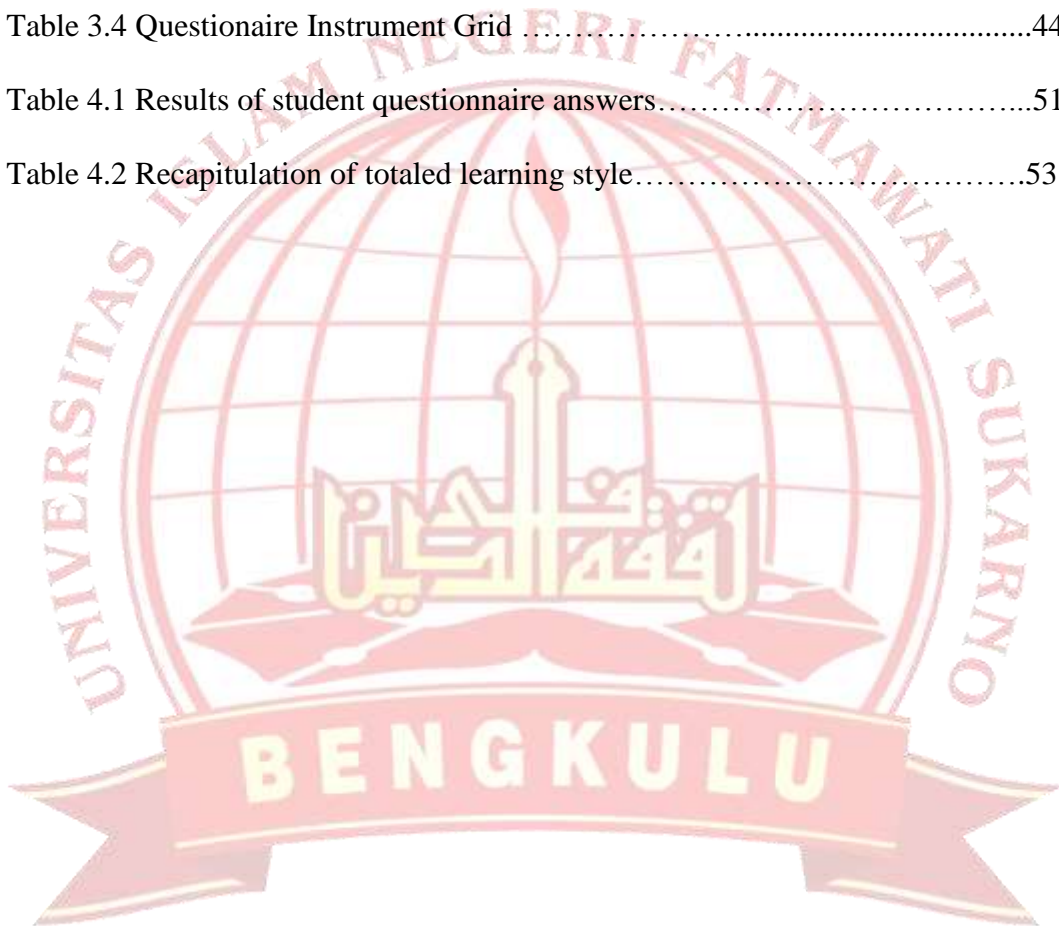 Table 3.4 Questionaire Instrument Grid …………………..................................44
Table 4.1 Results of student questionnaire answers……………………………...51
Table 4.2 Recapitulation of totaled learning style……………………………….53
UNIVERSITAS ISLAM NEGERI FATMAWATI SUKARNO
BENGKULU